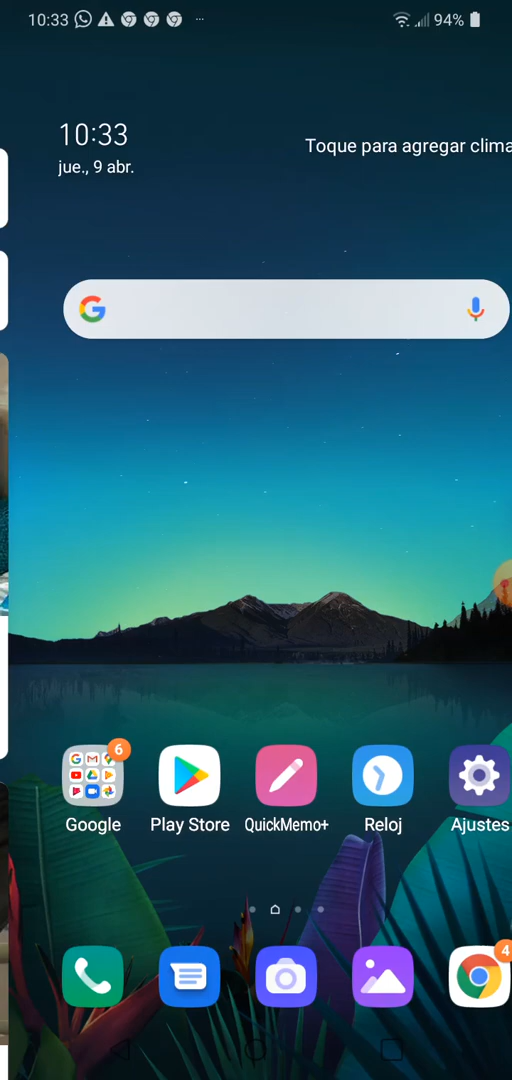 10:33 ... 94%
10:33
jue., 9 abr.
Toque para agregar clima
6
Google
Play Store
QuickMemo+
Reloj
Ajustes
4